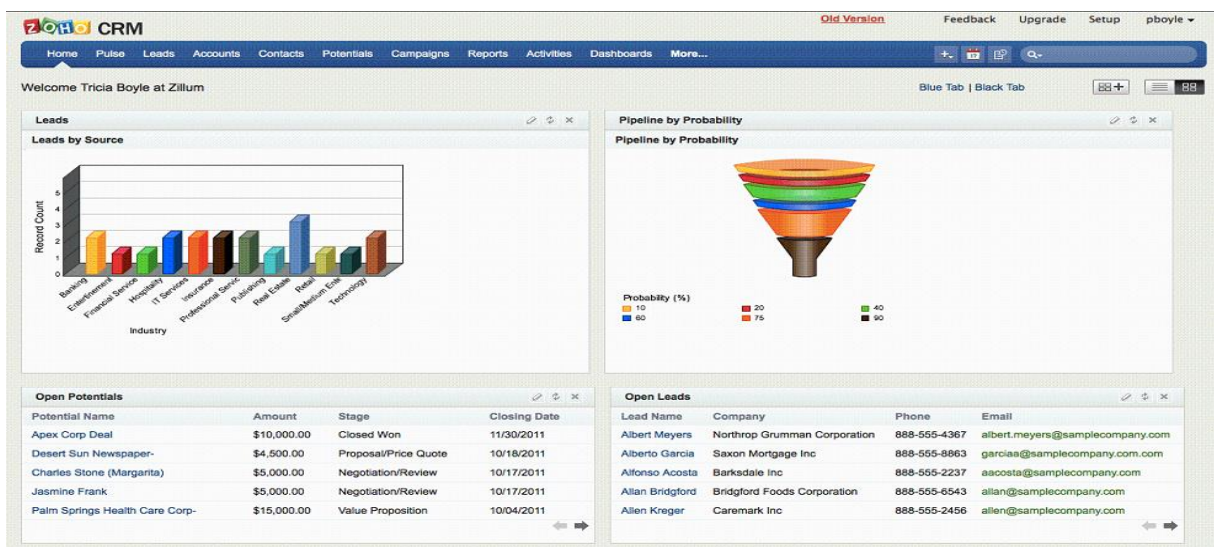 ZOHO CRM
Old Version Feedback Upgrade Setup pboyle
Home Pulse Leads Accounts Contacts Potentials Campaigns Reports Activities Dashboards More...
Welcome Tricia Boyle at Zillum
Blue Tab | Black Tab
Leads
Leads by Source
Record Count
5
4
3
2
1
0
Banking
Entertinement
Financial Service
Hospitality
IT Services
Insurance
Professional Servic
Publishing
Real Estate
Retail
Small/Medium Ente
Technology
Industry
Pipeline by Probability
Pipeline by Probability
Probability (%)
10 20 40
60 75 90
Open Potentials
Potential Name Amount Stage Closing Date
Apex Corp Deal $10,000.00 Closed Won 11/30/2011
Desert Sun Newspaper- $4,500.00 Proposal/Price Quote 10/18/2011
Charles Stone (Margarita) $5,000.00 Negotiation/Review 10/17/2011
Jasmine Frank $5,000.00 Negotiation/Review 10/17/2011
Palm Springs Health Care Corp- $15,000.00 Value Proposition 10/04/2011
Open Leads
Lead Name Company Phone Email
Albert Meyers Northrop Grumman Corporation 888-555-4367 albert.meyers@samplecompany.com
Alberto Garcia Saxon Mortgage Inc 888-555-8863 garciaa@samplecompany.com.com
Alfonso Acosta Barksdale Inc 888-555-2237 aacosta@samplecompany.com
Allan Bridgford Bridgford Foods Corporation 888-555-6543 allan@samplecompany.com
Allen Kreger Caremark Inc 888-555-2456 allen@samplecompany.com